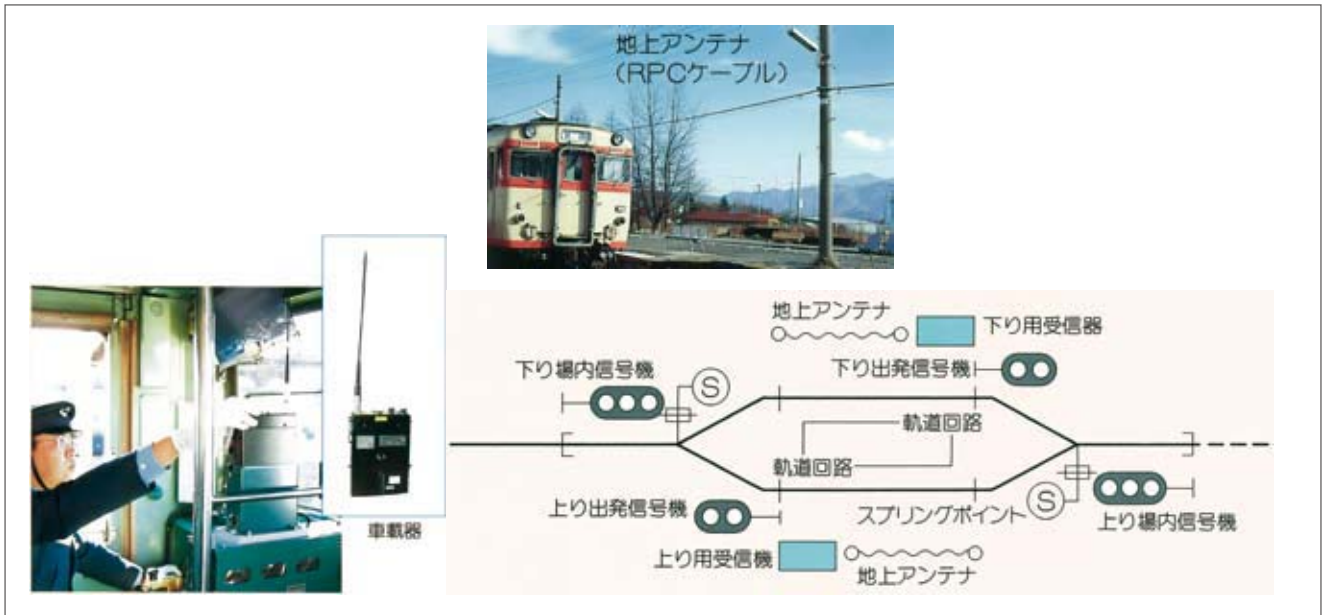 地上アンテナ
(RPCケーブル)
車載器
地上アンテナ
下り用受信器
下り場内信号機
S
下り出発信号機
軌道回路
軌道回路
上り出発信号機
スプリングポイント
S
上り場内信号機
上り用受信機
地上アンテナ